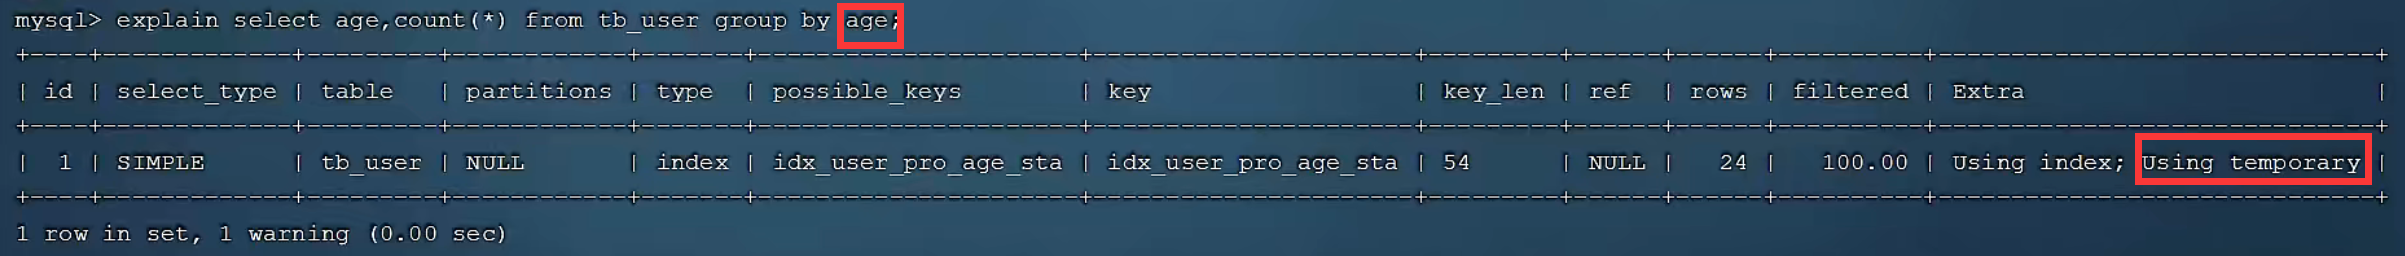 mysql> explain select age,count(*) from tb_user group by age;
+----+-------------+---------+------------+-------+----------------------+----------------------+---------+------+------+----------+------------------------------+
| id | select_type | table   | partitions | type  | possible_keys        | key                  | key_len | ref  | rows | filtered | Extra                        |
+----+-------------+---------+------------+-------+----------------------+----------------------+---------+------+------+----------+------------------------------+
|  1 | SIMPLE      | tb_user | NULL       | index | idx_user_pro_age_sta | idx_user_pro_age_sta | 54      | NULL |   24 |   100.00 | Using index; Using temporary |
+----+-------------+---------+------------+-------+----------------------+----------------------+---------+------+------+----------+------------------------------+
1 row in set, 1 warning (0.00 sec)